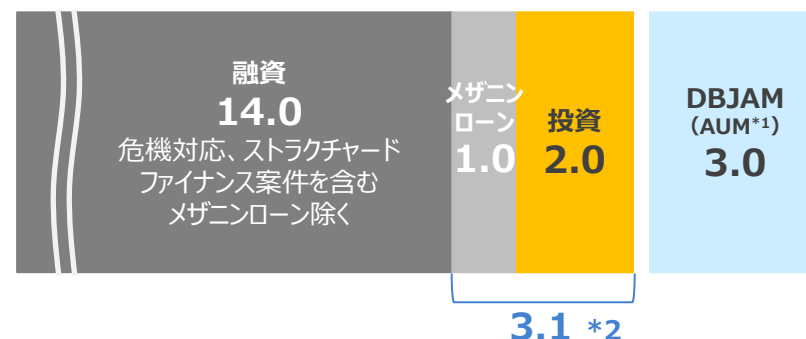 融資
14.0
危機対応、ストラクチャード
ファイナンス案件を含む
メザニンローン除く
メザニン
ローン
1.0
投資
2.0
DBJAM
(AUM*1)
3.0
3.1 *2